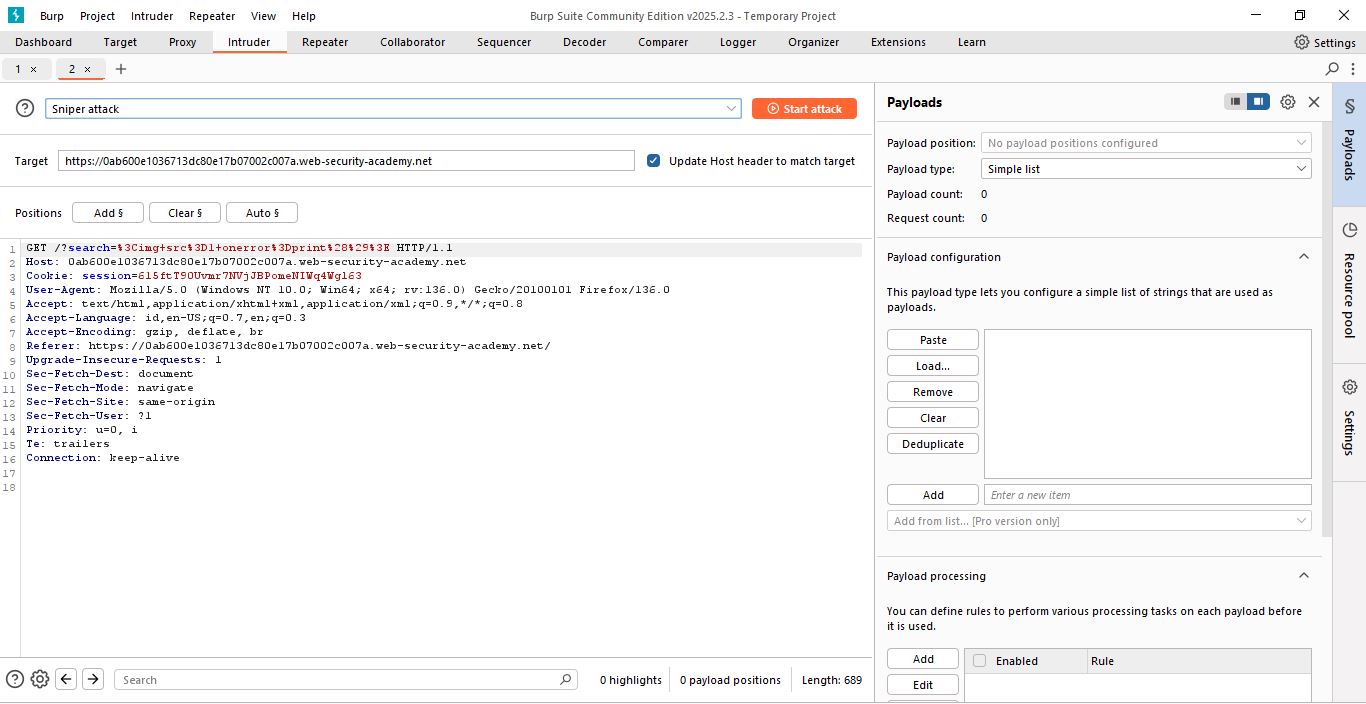 Burp Project Intruder Repeater View Help Burp Suite Community Edition v2025.2.3 - Temporary Project
Dashboard Target Proxy Intruder Repeater Collaborator Sequencer Decoder Comparer Logger Organizer Extensions Learn Settings
1 × 2 × +
Sniper attack Start attack
Target https://0ab600e1036713dc80e17b07002c007a.web-security-academy.net Update Host header to match target
Positions Add § Clear § Auto §
1 GET /?search=%3Cimg+src%3D1+onerror%3Dprint%28%29%3E HTTP/1.1
2 Host: 0ab600e1036713dc80e17b07002c007a.web-security-academy.net
3 Cookie: session=
4 User-Agent: Mozilla/5.0 (Windows NT 10.0; Win64; x64; rv:136.0) Gecko/20100101 Firefox/136.0
5 Accept: text/html,application/xhtml+xml,application/xml;q=0.9,*/*;q=0.8
6 Accept-Language: id,en-US;q=0.7,en;q=0.3
7 Accept-Encoding: gzip, deflate, br
8 Referer: https://0ab600e1036713dc80e17b07002c007a.web-security-academy.net/
9 Upgrade-Insecure-Requests: 1
10 Sec-Fetch-Dest: document
11 Sec-Fetch-Mode: navigate
12 Sec-Fetch-Site: same-origin
13 Sec-Fetch-User: ?1
14 Priority: u=0, i
15 Te: trailers
16 Connection: keep-alive
17
18
Search 0 highlights 0 payload positions Length: 689
Payloads
Payload position: No payload positions configured
Payload type: Simple list
Payload count: 0
Request count: 0
Payload configuration
This payload type lets you configure a simple list of strings that are used as
payloads.
Paste
Load...
Remove
Clear
Deduplicate
Add Enter a new item
Add from list... [Pro version only]
Payload processing
You can define rules to perform various processing tasks on each payload before
it is used.
Add Enabled Rule
Edit
§
Payloads
Resource pool
Settings